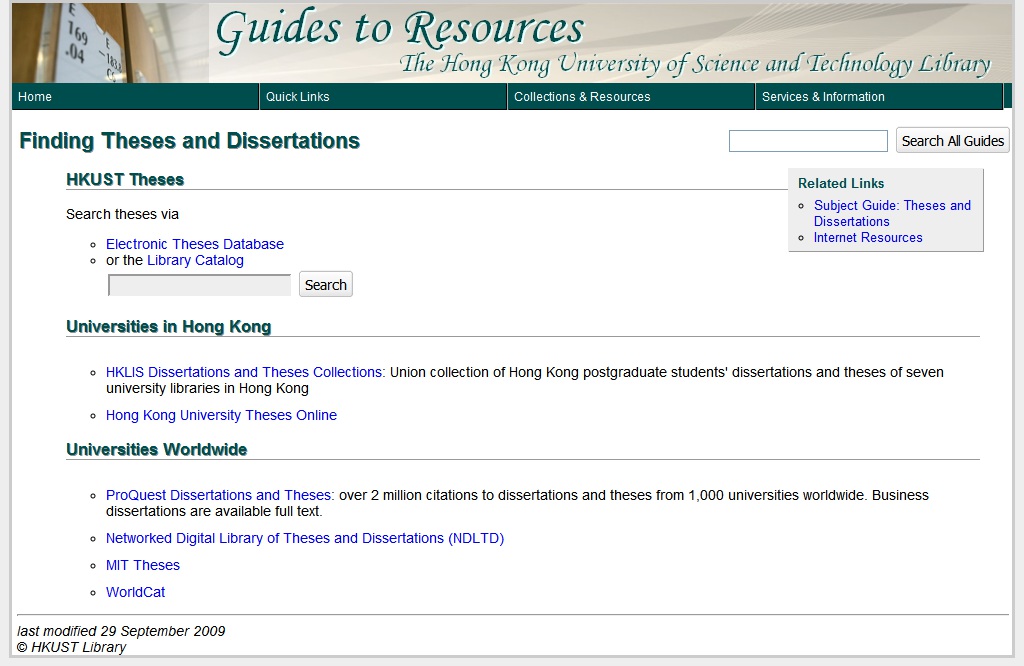 E
169
.04
E
Guides to Resources
The Hong Kong University of Science and Technology Library
Home
Quick Links
Collections & Resources
Services & Information
Finding Theses and Dissertations
Search All Guides
HKUST Theses
Related Links
Subject Guide: Theses and
Dissertations
Internet Resources
Search theses via
Electronic Theses Database
or the Library Catalog
Search
Universities in Hong Kong
HKLIS Dissertations and Theses Collections: Union collection of Hong Kong postgraduate students' dissertations and theses of seven
university libraries in Hong Kong
Hong Kong University Theses Online
Universities Worldwide
ProQuest Dissertations and Theses: over 2 million citations to dissertations and theses from 1,000 universities worldwide. Business
dissertations are available full text.
Networked Digital Library of Theses and Dissertations (NDLTD)
MIT Theses
WorldCat
last modified 29 September 2009
© HKUST Library